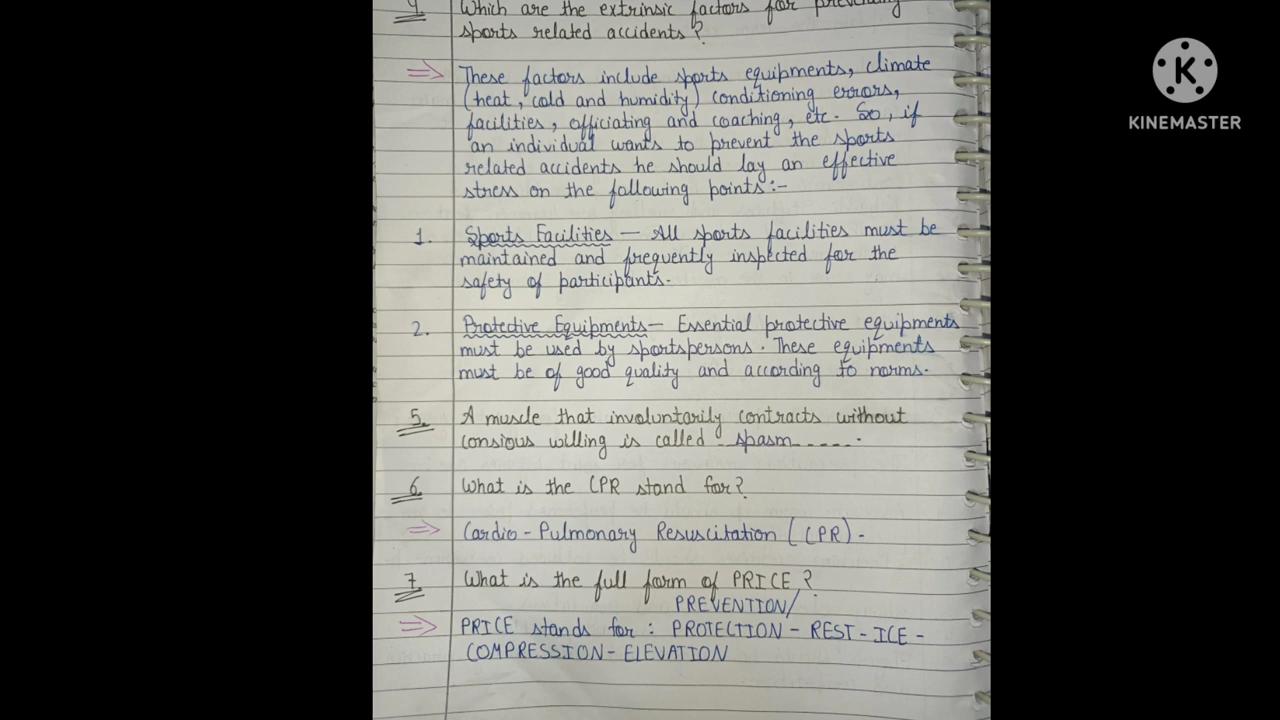 4. Which are the extrinsic factors for preventing
sports related accidents?
⇒ These factors include sports equipments, climate
(heat, cold and humidity) conditioning errors,
facilities, officiating and coaching, etc. So, if
an individual wants to prevent the sports
related accidents he should lay an effective
stress on the following points:-
1. Sports Facilities - All sports facilities must be
maintained and frequently inspected for the
safety of participants.
2. Protective Equipments - Essential protective equipments
must be used by sportspersons. These equipments
must be of good quality and according to norms.
5. A muscle that involuntarily contracts without
consious willing is called _ spasm _ _ _ _ _ .
6. What is the CPR stand for?
⇒ Cardio - Pulmonary Resuscitation (CPR).
7. What is the full form of PRICE?
PREVENTION/
⇒ PRICE stands for : PROTECTION - REST - ICE -
COMPRESSION - ELEVATION
KINEMASTER